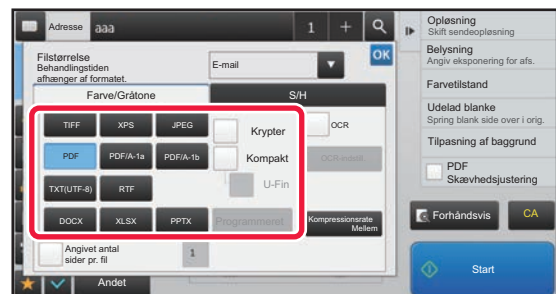 Adresse aaa 1 +
Filstørrelse
Behandlingstiden
afhænger af formatet.
E-mail
OK
Farve/Gråtone
S/H
TIFF XPS JPEG Krypter OCR
PDF PDF/A-1a PDF/A-1b Kompakt OCR-indstil.
TXT(UTF-8) RTF U-Fin
DOCX XLSX PPTX Programmeret
Kompressionsrate
Mellem
Angivet antal
sider pr. fil
1
Andet
Opløsning
Skift sendeopløsning
Belysning
Angiv eksponering for afs.
Farvetilstand
Udelad blanke
Spring blank side over i orig.
Tilpasning af baggrund
PDF
Skævhedsjustering
Forhåndsvis
CA
Start